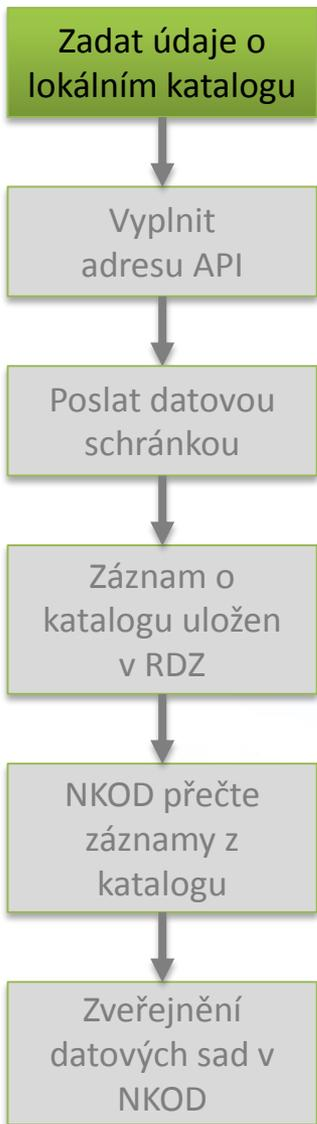 Zadat údaje o
lokálním katalogu
Vyplnit
adresu API
Poslat datovou
schránkou
Záznam o
katalogu uložen
v RDZ
NKOD přečte
záznamy z
katalogu
Zveřejnění
datových sad v
NKOD